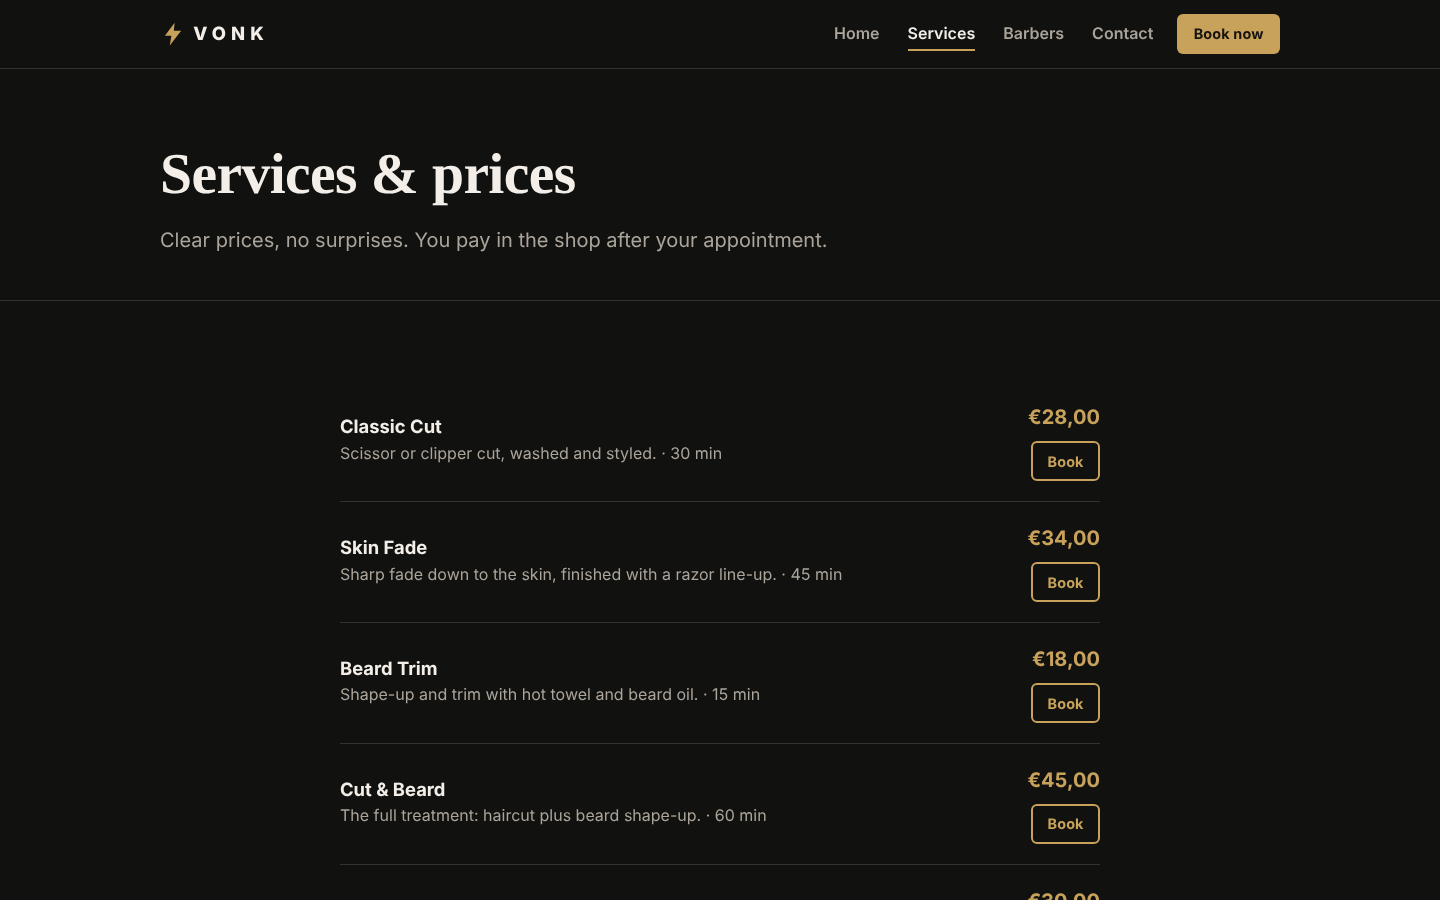 VONK
Home Services Barbers Contact Book now
Services & prices
Clear prices, no surprises. You pay in the shop after your appointment.
Classic Cut
Scissor or clipper cut, washed and styled. · 30 min
€28,00
Book
Skin Fade
Sharp fade down to the skin, finished with a razor line-up. · 45 min
€34,00
Book
Beard Trim
Shape-up and trim with hot towel and beard oil. · 15 min
€18,00
Book
Cut & Beard
The full treatment: haircut plus beard shape-up. · 60 min
€45,00
Book